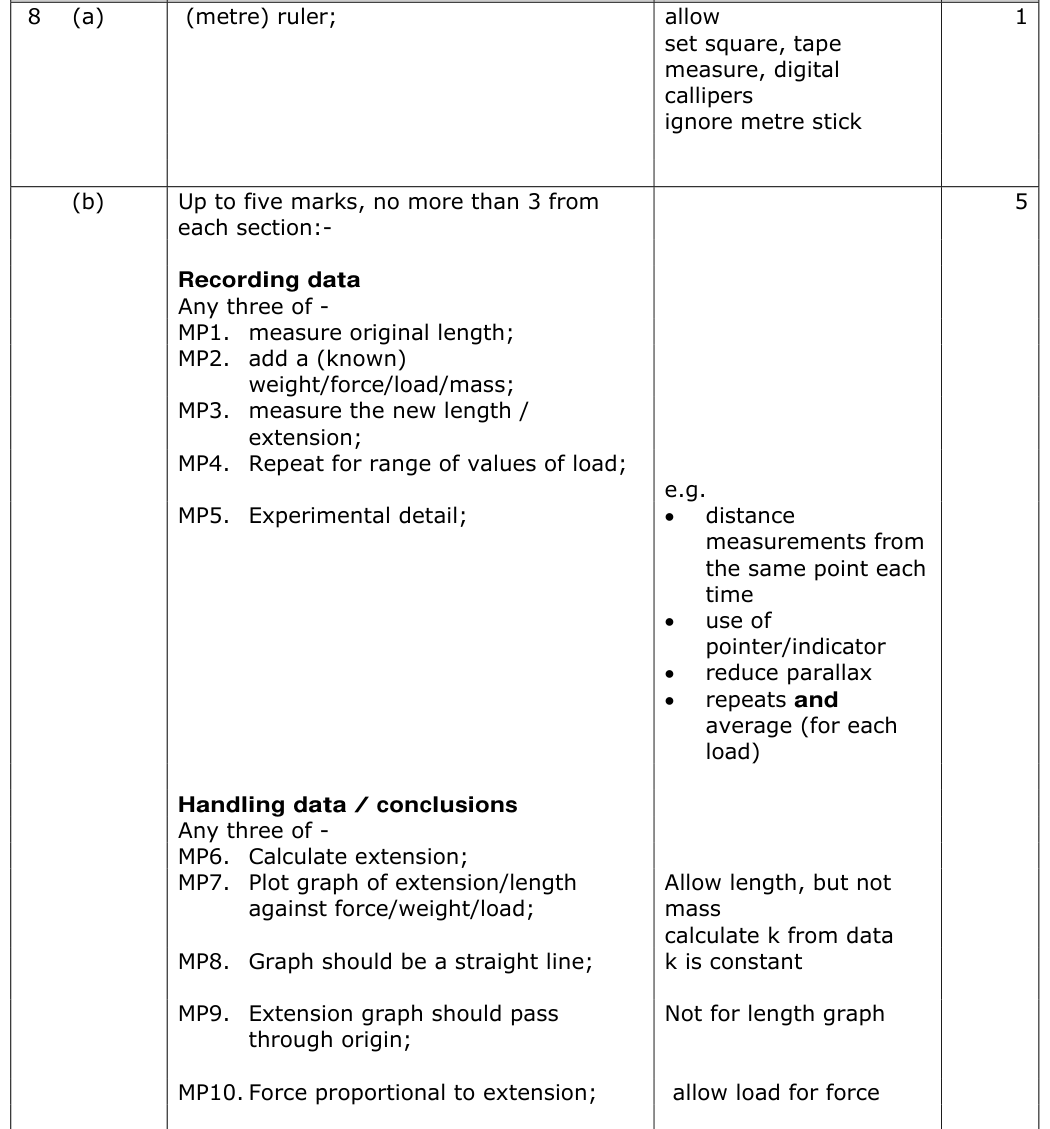 8 (a) (metre) ruler; allow 1
set square, tape
measure, digital
callipers
ignore metre stick
(b) Up to five marks, no more than 3 from 5
each section:-
Recording data
Any three of -
MP1. measure original length;
MP2. add a (known)
weight/force/load/mass;
MP3. measure the new length /
extension;
MP4. Repeat for range of values of load;
e.g.
MP5. Experimental detail; • distance
measurements from
the same point each
time
• use of
pointer/indicator
• reduce parallax
• repeats and
average (for each
load)
Handling data / conclusions
Any three of -
MP6. Calculate extension;
MP7. Plot graph of extension/length Allow length, but not
against force/weight/load; mass
calculate k from data
MP8. Graph should be a straight line; k is constant
MP9. Extension graph should pass Not for length graph
through origin;
MP10. Force proportional to extension; allow load for force